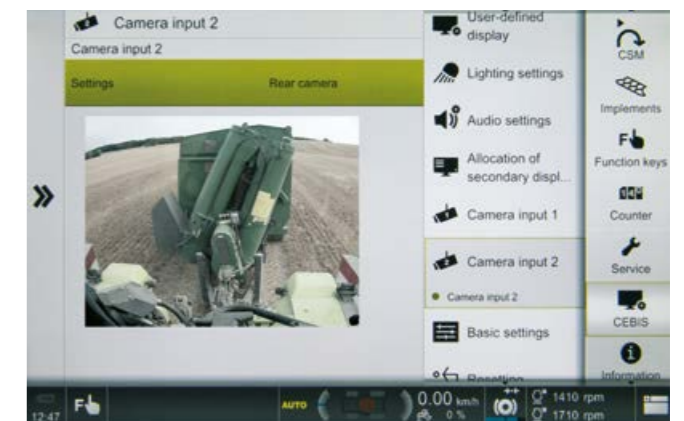 Camera input 2
Camera input 2
Settings Rear camera
User-defined
display
Lighting settings
Audio settings
Allocation of
secondary displ...
Camera input 1
Camera input 2
Camera input 2
Basic settings
Resetting
CSM
Implements
F
Function keys
Counter
Service
CEBIS
Information
12:47
F
AUTO
0.00 km/h
0 %
1410 rpm
1710 rpm